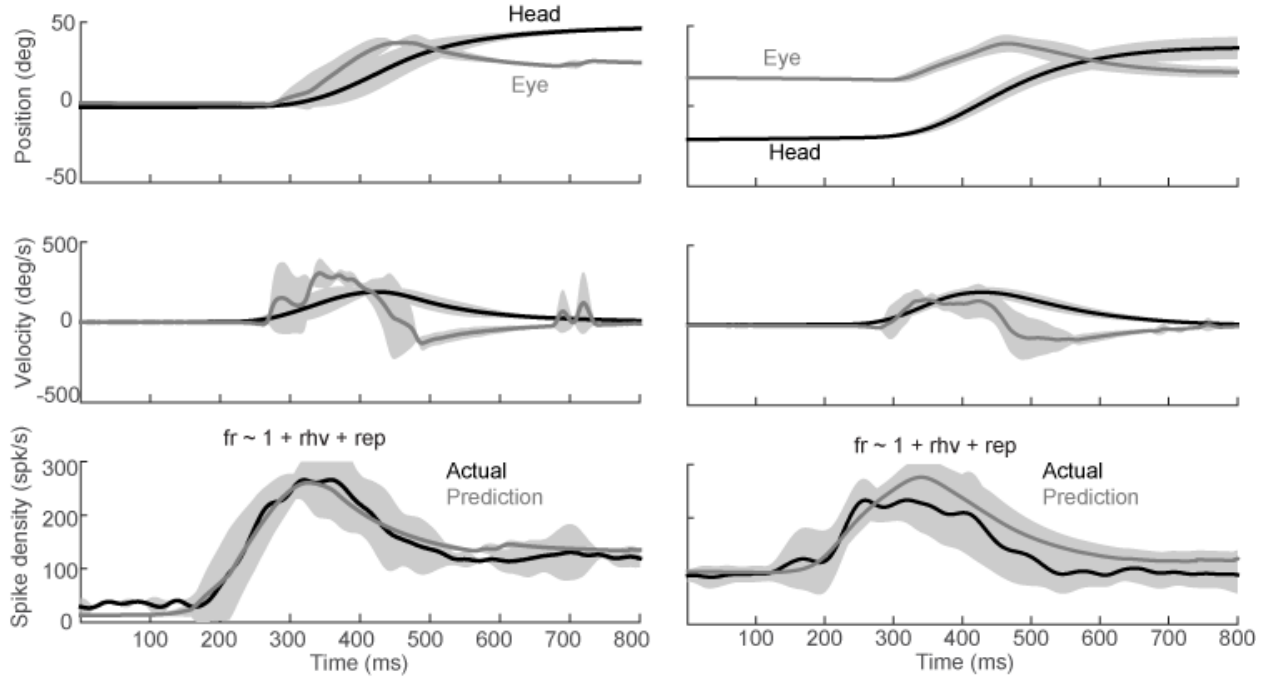 Position (deg)
50
0
-50
Head
Eye
Eye
Head
Velocity (deg/s)
500
0
-500
Spike density (spk/s)
fr ~ 1 + rhv + rep
300
200
100
0
Actual
Prediction
100 200 300 400 500 600 700 800
Time (ms)
fr ~ 1 + rhv + rep
Actual
Prediction
100 200 300 400 500 600 700 800
Time (ms)